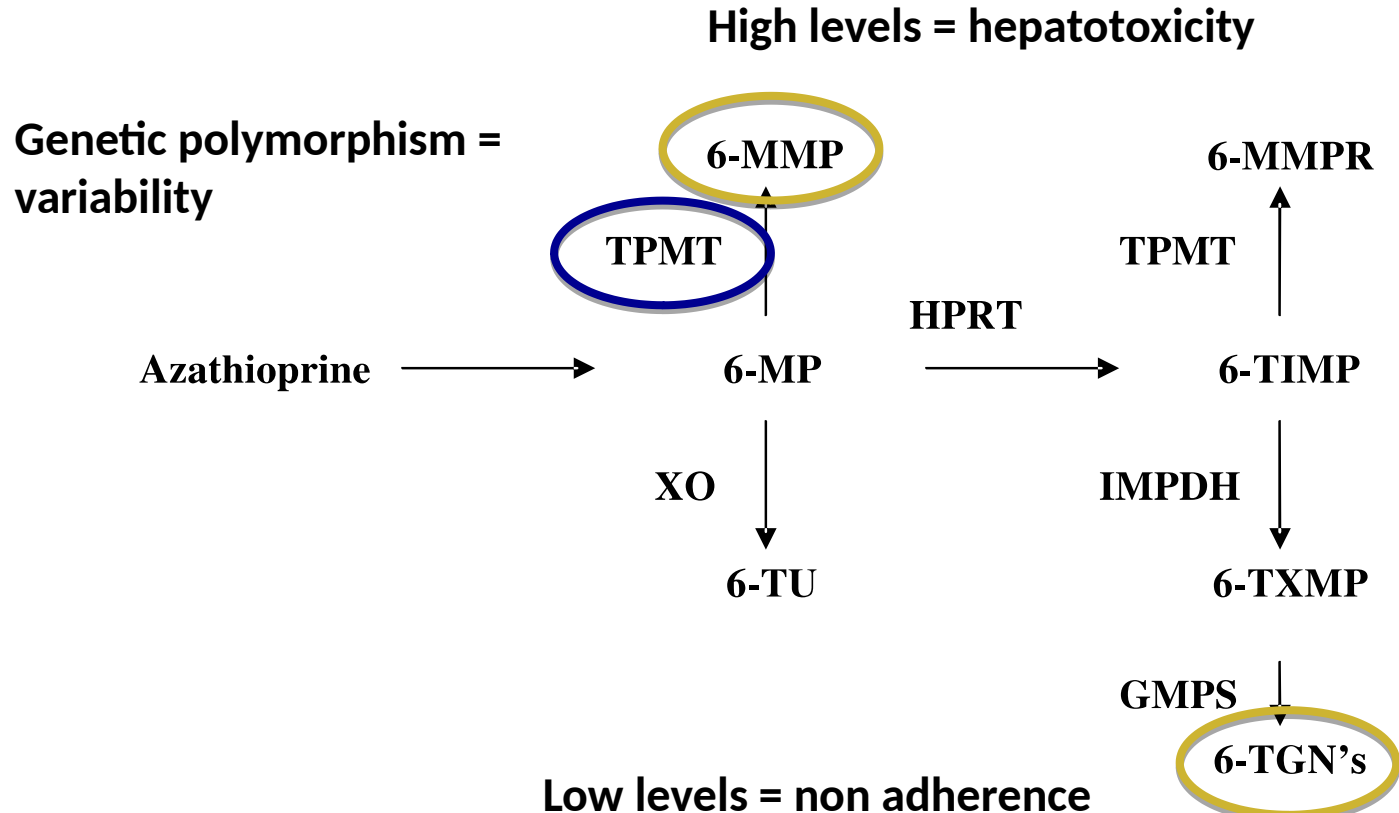 High levels = hepatotoxicity
Genetic polymorphism =
variability
6-MMP
6-MMPR
TPMT
TPMT
HPRT
Azathioprine
6-MP
6-TIMP
XO
IMPDH
6-TU
6-TXMP
GMPS
6-TGN’s
Low levels = non adherence